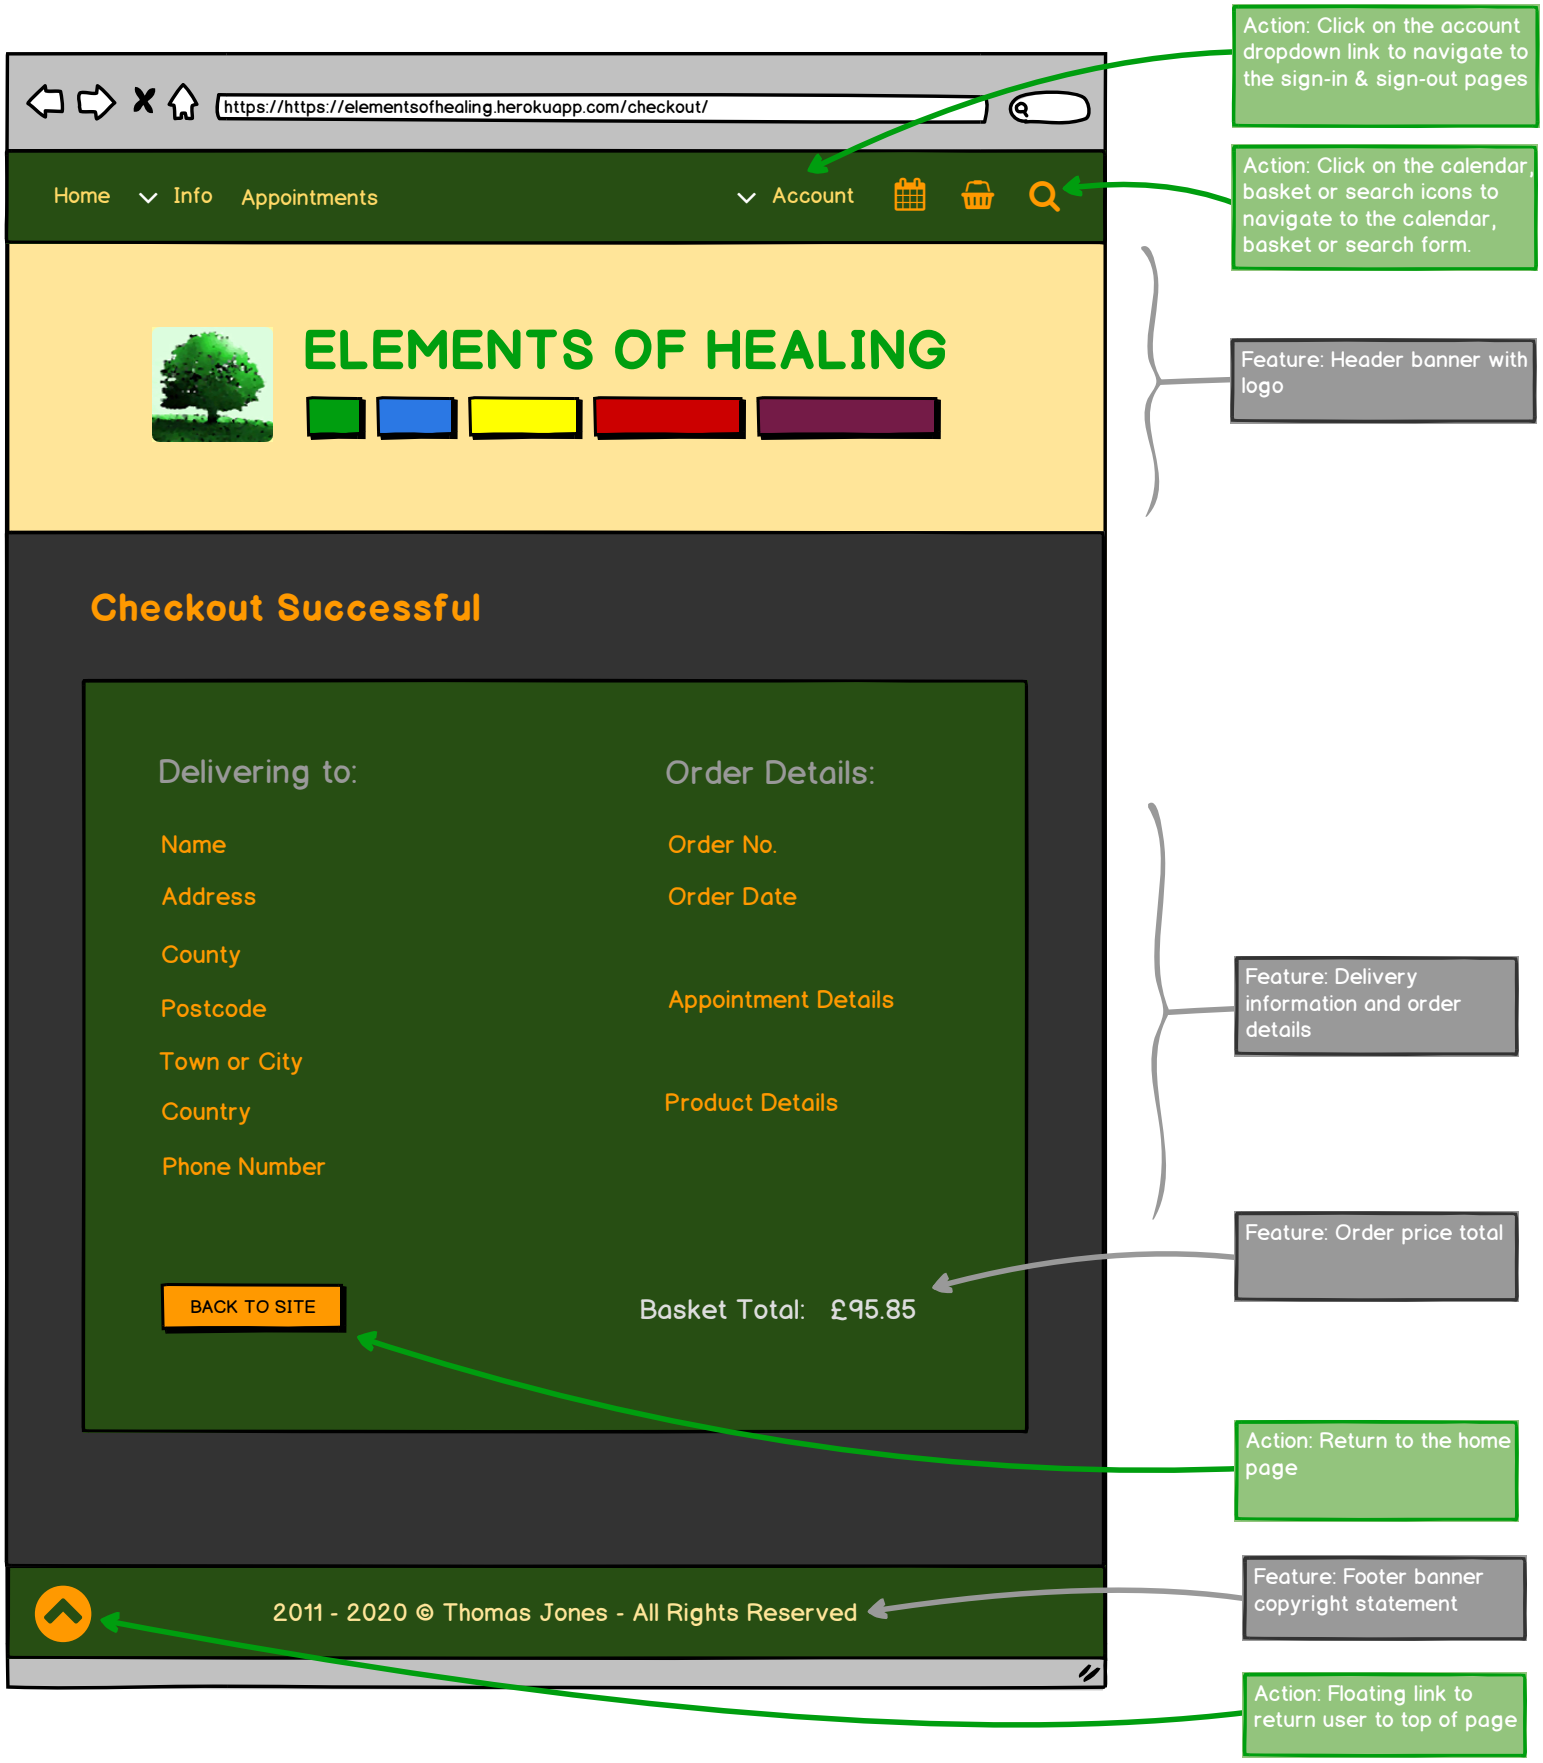 Action: Click on the account
dropdown link to navigate to
the sign-in & sign-out pages
https://https://elementsofhealing.herokuapp.com/checkout/
Action: Click on the calendar,
basket or search icons to
navigate to the calendar,
basket or search form.
Home
Info
Appointments
Account
ELEMENTS OF HEALING
Feature: Header banner with
logo
Checkout Successful
Delivering to:
Name
Address
County
Postcode
Town or City
Country
Phone Number
Order Details:
Order No.
Order Date
Appointment Details
Product Details
Feature: Delivery
information and order
details
Feature: Order price total
BACK TO SITE
Basket Total: £95.85
Action: Return to the home
page
2011 - 2020 © Thomas Jones - All Rights Reserved
Feature: Footer banner
copyright statement
Action: Floating link to
return user to top of page